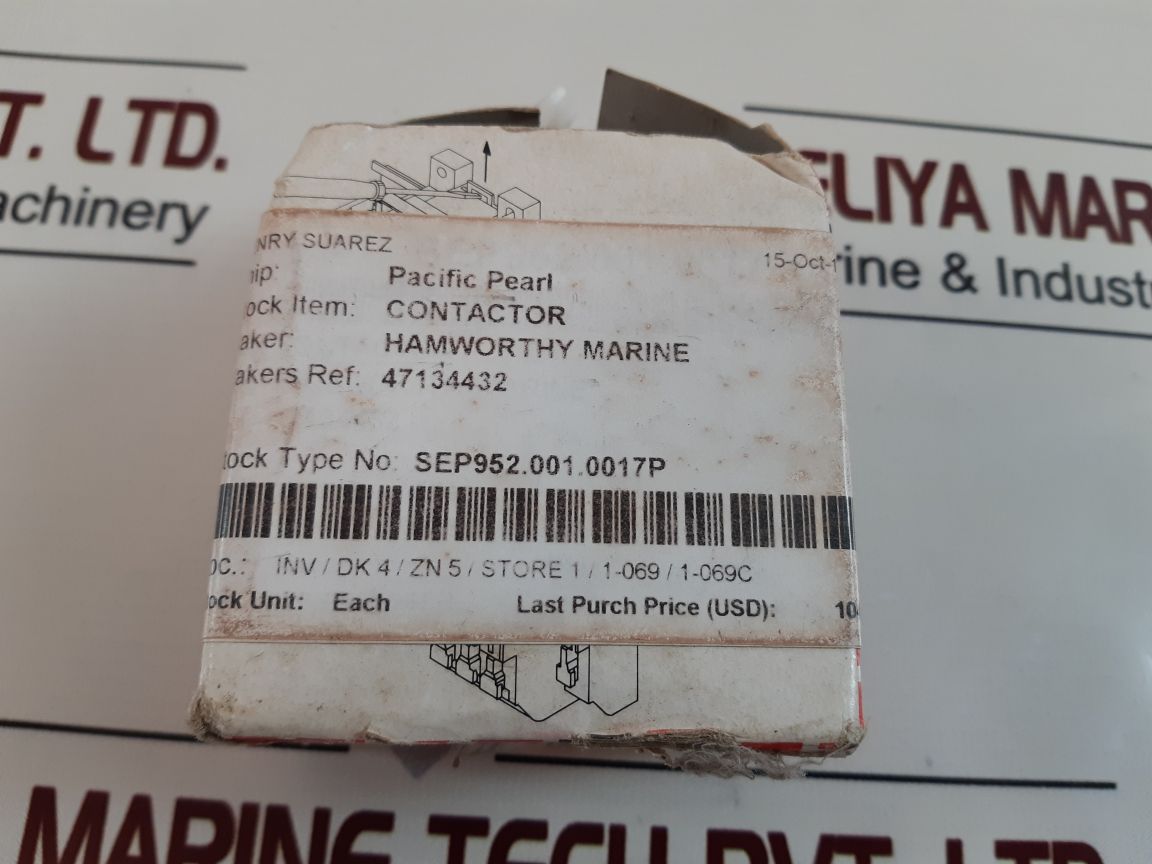 T. LTD.
achinery
ELIYA MAR
rine & Indust
NRY SUAREZ
15-Oct-1
hip: Pacific Pearl
ock Item: CONTACTOR
aker: HAMWORTHY MARINE
akers Ref: 47134432
tock Type No: SEP952.001.0017P
oc.: INV / DK 4 / ZN 5 / STORE 1 / 1-069 / 1-069C
ock Unit: Each Last Purch Price (USD): 10
MARINE TECH PVT. LTD